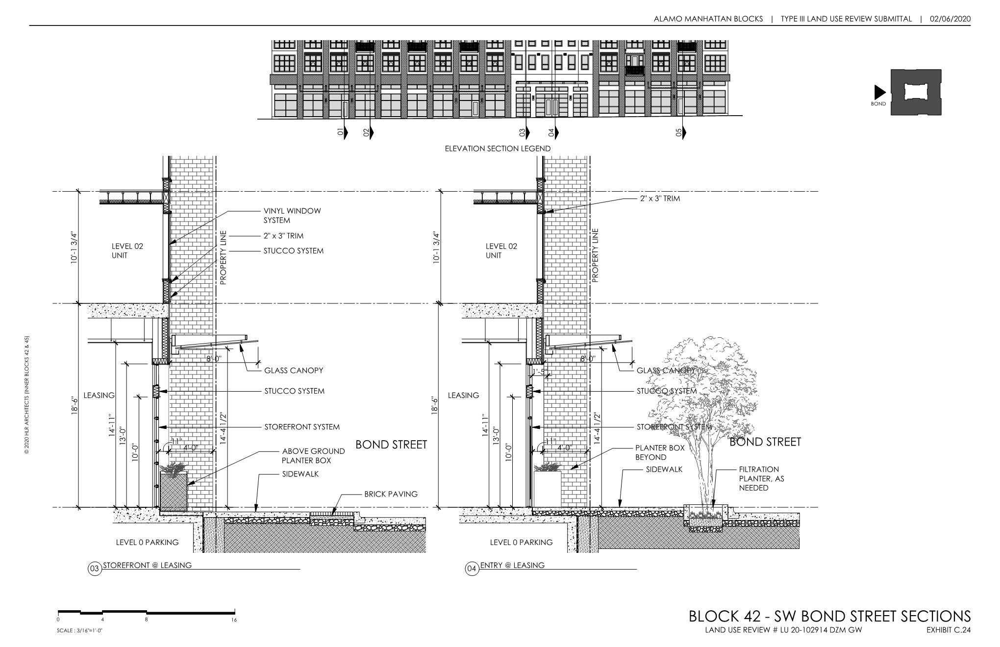 ALAMO MANHATTAN BLOCKS | TYPE III LAND USE REVIEW SUBMITTAL | 02/06/2020
BOND
01
02
03
04
05
ELEVATION SECTION LEGEND
10'-1 3/4"
LEVEL 02
UNIT
VINYL WINDOW
SYSTEM
2" x 3" TRIM
STUCCO SYSTEM
PROPERTY LINE
8'-0"
GLASS CANOPY
STUCCO SYSTEM
LEASING
18'-6"
14'-11"
13'-0"
10'-0"
14'-4 1/2"
STOREFRONT SYSTEM
11"
4'-0"
BOND STREET
ABOVE GROUND
PLANTER BOX
SIDEWALK
BRICK PAVING
LEVEL 0 PARKING
03 STOREFRONT @ LEASING
10'-1 3/4"
LEVEL 02
UNIT
2" x 3" TRIM
PROPERTY LINE
8'-0"
1'-5"
GLASS CANOPY
STUCCO SYSTEM
LEASING
18'-6"
14'-11"
13'-0"
10'-0"
14'-4 1/2"
STOREFRONT SYSTEM
11"
4'-0"
BOND STREET
PLANTER BOX
BEYOND
SIDEWALK
FILTRATION
PLANTER, AS
NEEDED
LEVEL 0 PARKING
04 ENTRY @ LEASING
© 2020 HLR ARCHITECTS (INNER BLOCKS 42 & 45)
0 4 8 16
SCALE : 3/16"=1'-0"
BLOCK 42 - SW BOND STREET SECTIONS
LAND USE REVIEW # LU 20-102914 DZM GW EXHIBIT C.24